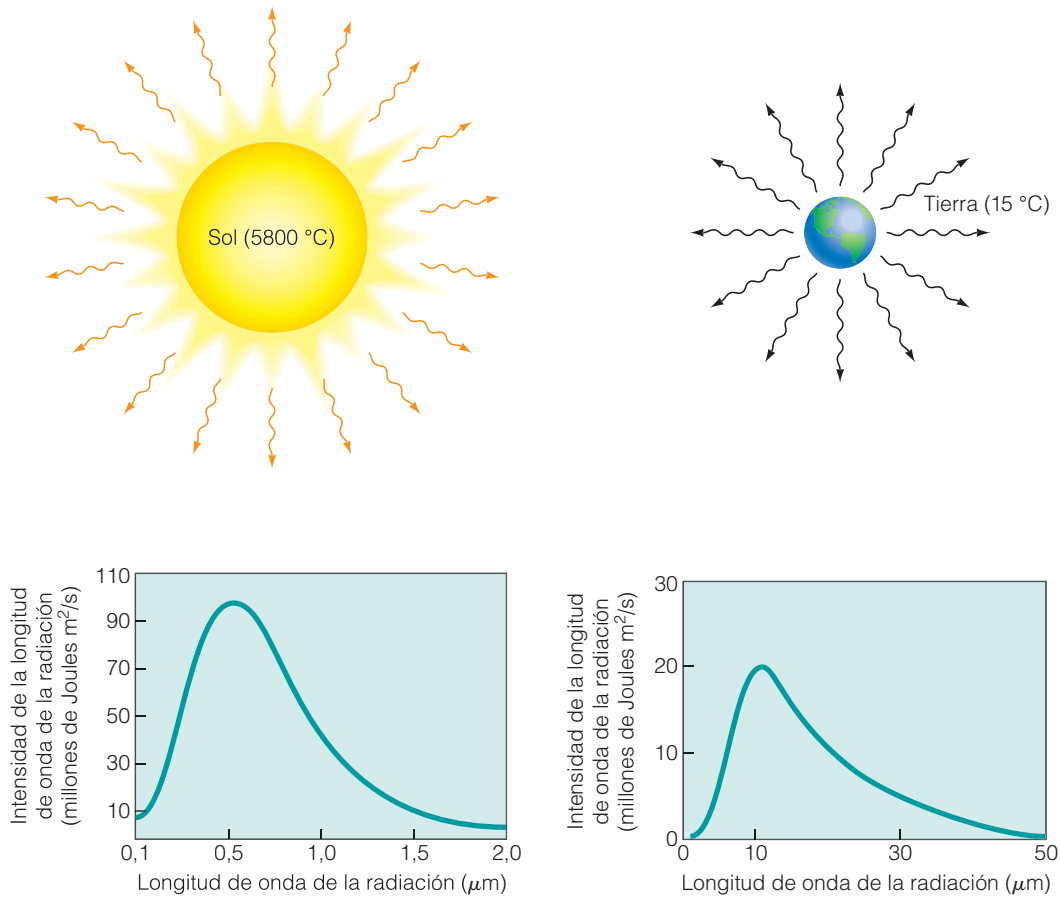 Sol (5800 °C)
Tierra (15 °C)
Intensidad de la longitud
de onda de la radiación
(millones de Joules m²/s)
110
90
70
50
30
10
0,1
0,5
1,0
1,5
2,0
Longitud de onda de la radiación (μm)
Intensidad de la longitud
de onda de la radiación
(millones de Joules m²/s)
30
20
10
0
0
10
30
50
Longitud de onda de la radiación (μm)